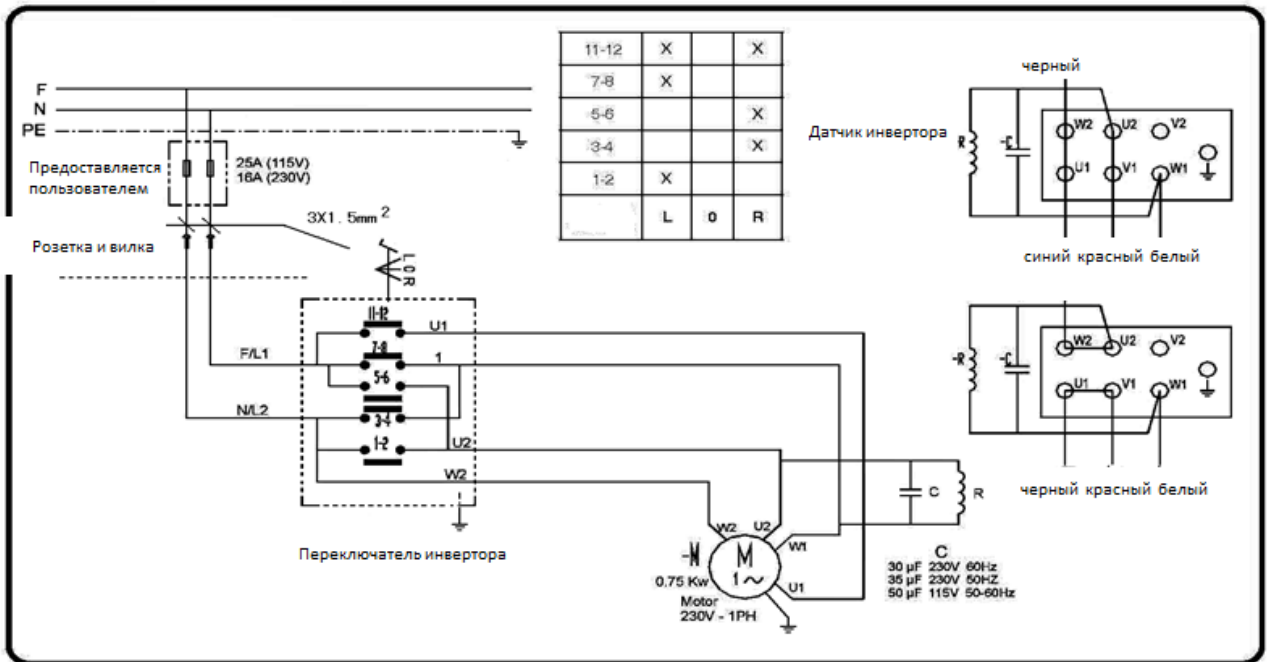 F
N
PE
Предоставляется
пользователем
25A (115V)
16A (230V)
Розетка и вилка
3X1.5mm 2
L O R
11-12 X X
7-8 X
5-6 X
3-4 X
1-2 X
L 0 R
Датчик инвертора
черный
R
-C
W2 U2 V2
U1 V1 W1
синий красный белый
-R
-C
W2 U2 V2
U1 V1 W1
черный красный белый
11-12
U1
7-8
1
F/L1
5-6
N/L2
3-4
1-2
U2
W2
Переключатель инвертора
W2 U2
W1
U1
M
1~
0.75 Kw
Motor
230V - 1PH
C
R
C
30 µF 230V 60Hz
35 µF 230V 50HZ
50 µF 115V 50-60Hz